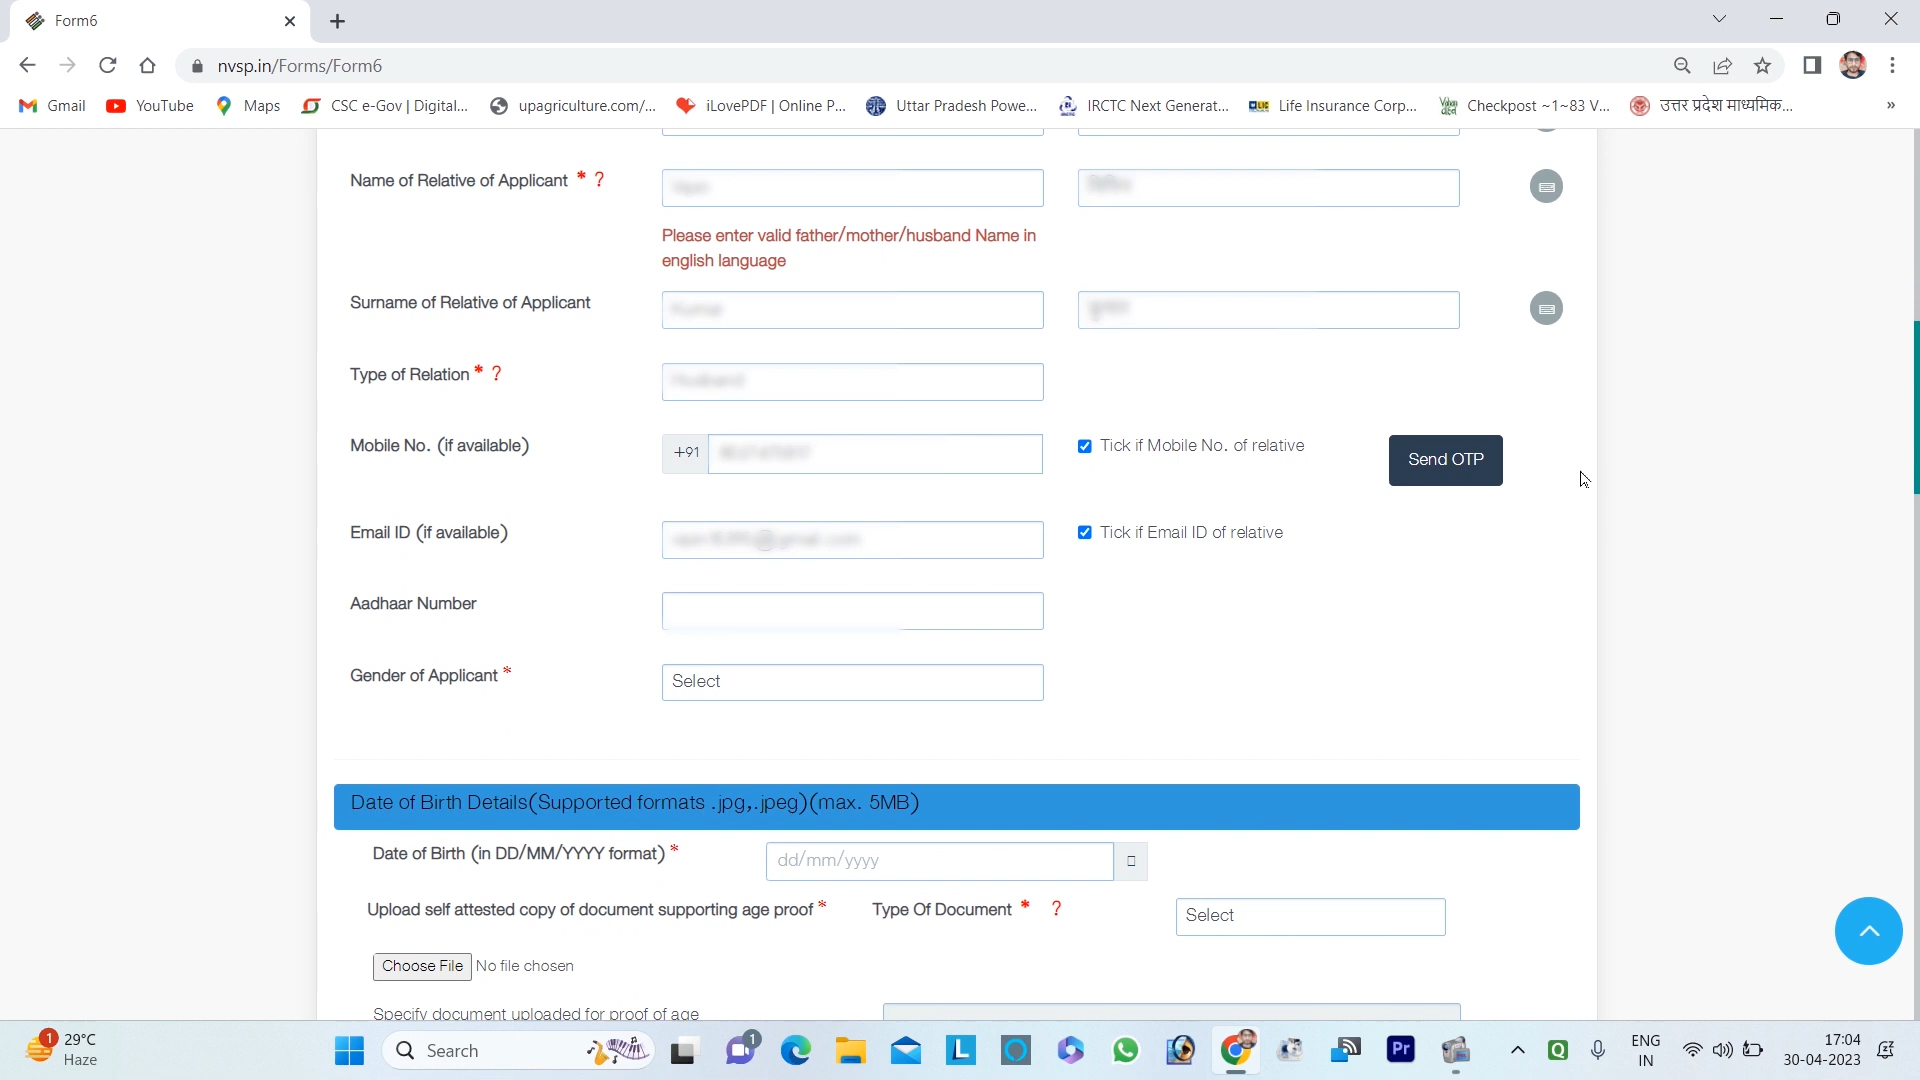 Form6
nvsp.in/Forms/Form6
Gmail YouTube Maps CSC e-Gov | Digital... upagriculture.com/... iLovePDF | Online P... Uttar Pradesh Powe... IRCTC Next Generat... LIC Life Insurance Corp... Checkpost ~1~83 V... उत्तर प्रदेश माध्यमिक... »
Name of Relative of Applicant * ?
Please enter valid father/mother/husband Name in
english language
Surname of Relative of Applicant
Type of Relation * ?
Mobile No. (if available) +91 Tick if Mobile No. of relative Send OTP
Email ID (if available) Tick if Email ID of relative
Aadhaar Number
Gender of Applicant * Select
Date of Birth Details(Supported formats .jpg,.jpeg)(max. 5MB)
Date of Birth (in DD/MM/YYYY format) * dd/mm/yyyy
Upload self attested copy of document supporting age proof * Type Of Document * ? Select
Choose File No file chosen
Specify document uploaded for proof of age
1 29°C
Haze
Search 1 L Pr Q
ENG
IN
17:04
30-04-2023